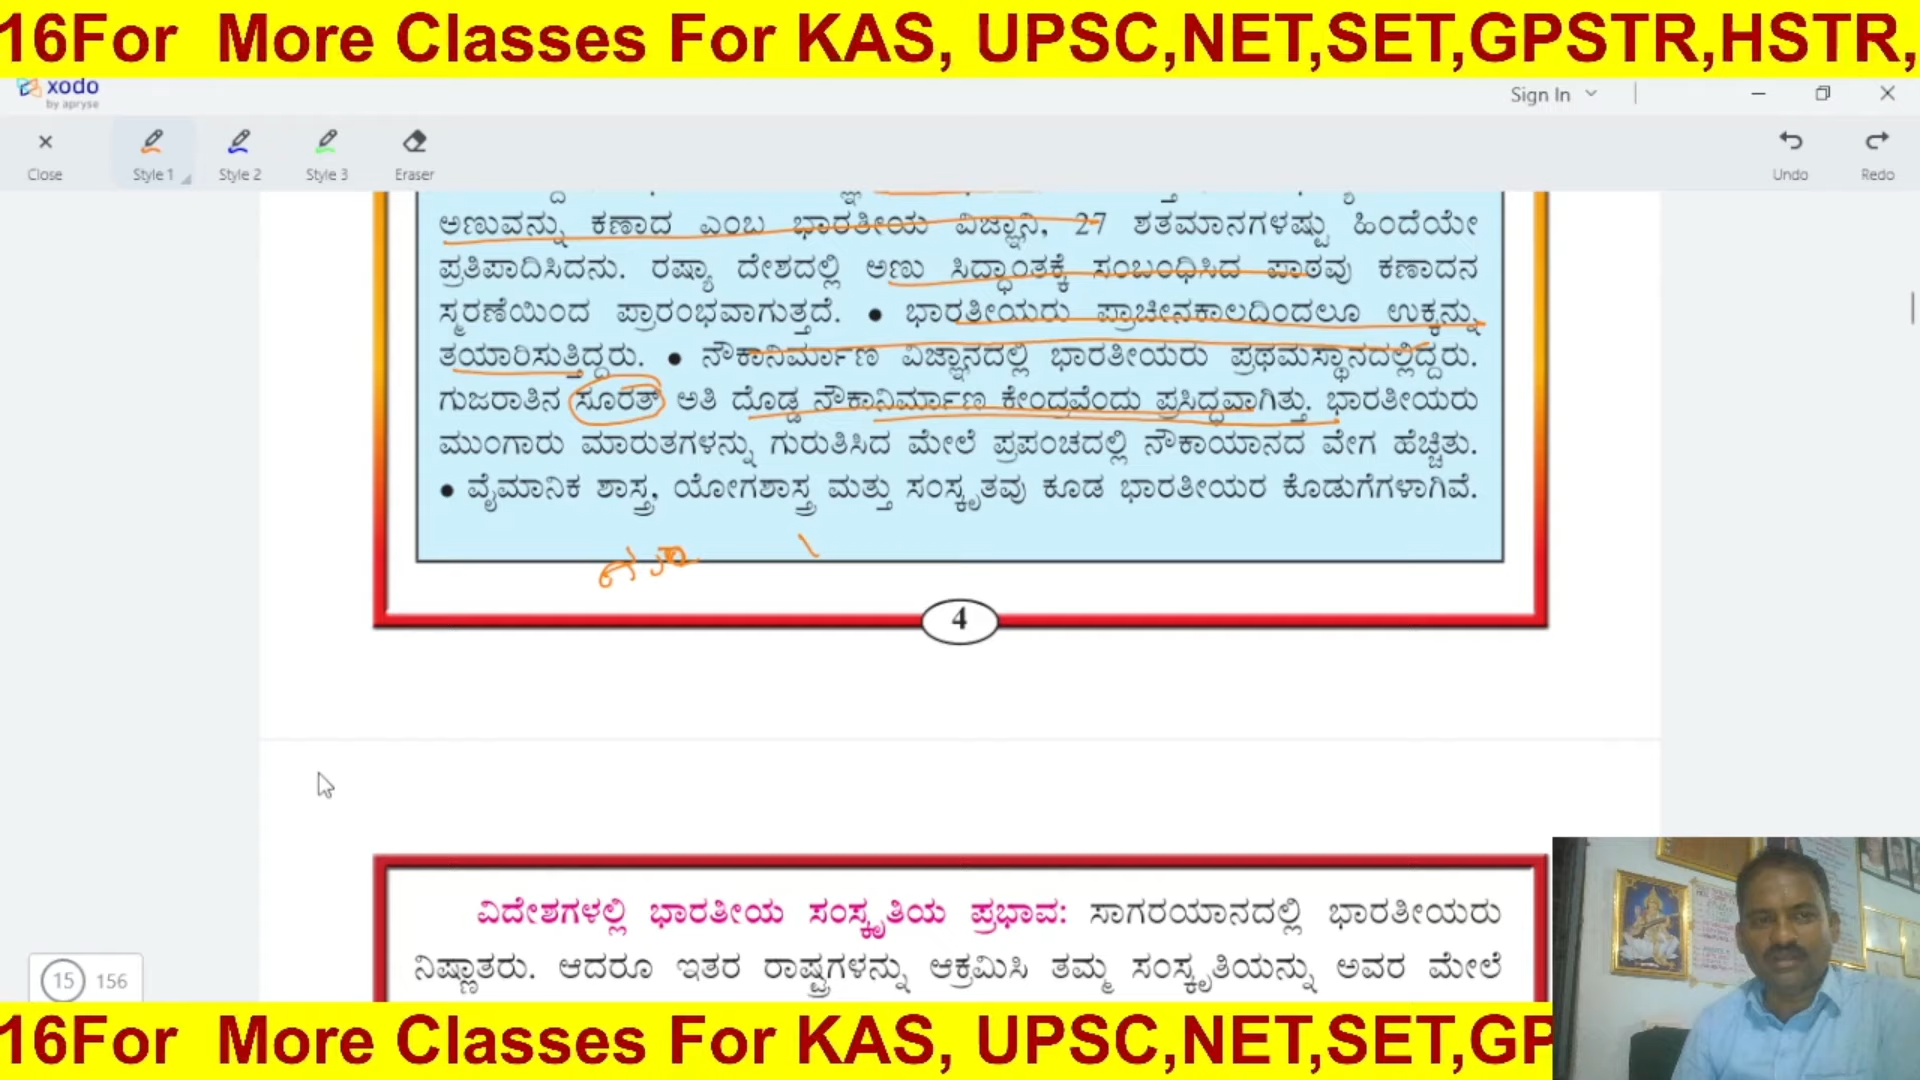 16For More Classes For KAS, UPSC,NET,SET,GPSTR,HSTR,
xodo
by apryse
Sign In
Close
Style 1
Style 2
Style 3
Eraser
Undo
Redo
ಅಣುವನ್ನು ಕಣಾದ ಎಂಬ ಭಾರತೀಯ ವಿಜ್ಞಾನಿ, 27 ಶತಮಾನಗಳಷ್ಟು ಹಿಂದೆಯೇ
ಪ್ರತಿಪಾದಿಸಿದನು. ರಷ್ಯಾ ದೇಶದಲ್ಲಿ ಅಣು ಸಿದ್ಧಾಂತಕ್ಕೆ ಸಂಬಂಧಿಸಿದ ಪಾಠವು ಕಣಾದನ
ಸ್ಮರಣೆಯಿಂದ ಪ್ರಾರಂಭವಾಗುತ್ತದೆ. ● ಭಾರತೀಯರು ಪ್ರಾಚೀನಕಾಲದಿಂದಲೂ ಉಕ್ಕನ್ನು
ತಯಾರಿಸುತ್ತಿದ್ದರು. ● ನೌಕಾನಿರ್ಮಾಣ ವಿಜ್ಞಾನದಲ್ಲಿ ಭಾರತೀಯರು ಪ್ರಥಮಸ್ಥಾನದಲ್ಲಿದ್ದರು.
ಗುಜರಾತಿನ ಸೂರತ್ ಅತಿ ದೊಡ್ಡ ನೌಕಾನಿರ್ಮಾಣ ಕೇಂದ್ರವೆಂದು ಪ್ರಸಿದ್ಧವಾಗಿತ್ತು. ಭಾರತೀಯರು
ಮುಂಗಾರು ಮಾರುತಗಳನ್ನು ಗುರುತಿಸಿದ ಮೇಲೆ ಪ್ರಪಂಚದಲ್ಲಿ ನೌಕಾಯಾನದ ವೇಗ ಹೆಚ್ಚಿತು.
● ವೈಮಾನಿಕ ಶಾಸ್ತ್ರ, ಯೋಗಶಾಸ್ತ್ರ ಮತ್ತು ಸಂಸ್ಕೃತವು ಕೂಡ ಭಾರತೀಯರ ಕೊಡುಗೆಗಳಾಗಿವೆ.
4
ವಿದೇಶಗಳಲ್ಲಿ ಭಾರತೀಯ ಸಂಸ್ಕೃತಿಯ ಪ್ರಭಾವ: ಸಾಗರಯಾನದಲ್ಲಿ ಭಾರತೀಯರು
ನಿಷ್ಣಾತರು. ಆದರೂ ಇತರ ರಾಷ್ಟ್ರಗಳನ್ನು ಆಕ್ರಮಿಸಿ ತಮ್ಮ ಸಂಸ್ಕೃತಿಯನ್ನು ಅವರ ಮೇಲೆ
15 156
16For More Classes For KAS, UPSC,NET,SET,GP